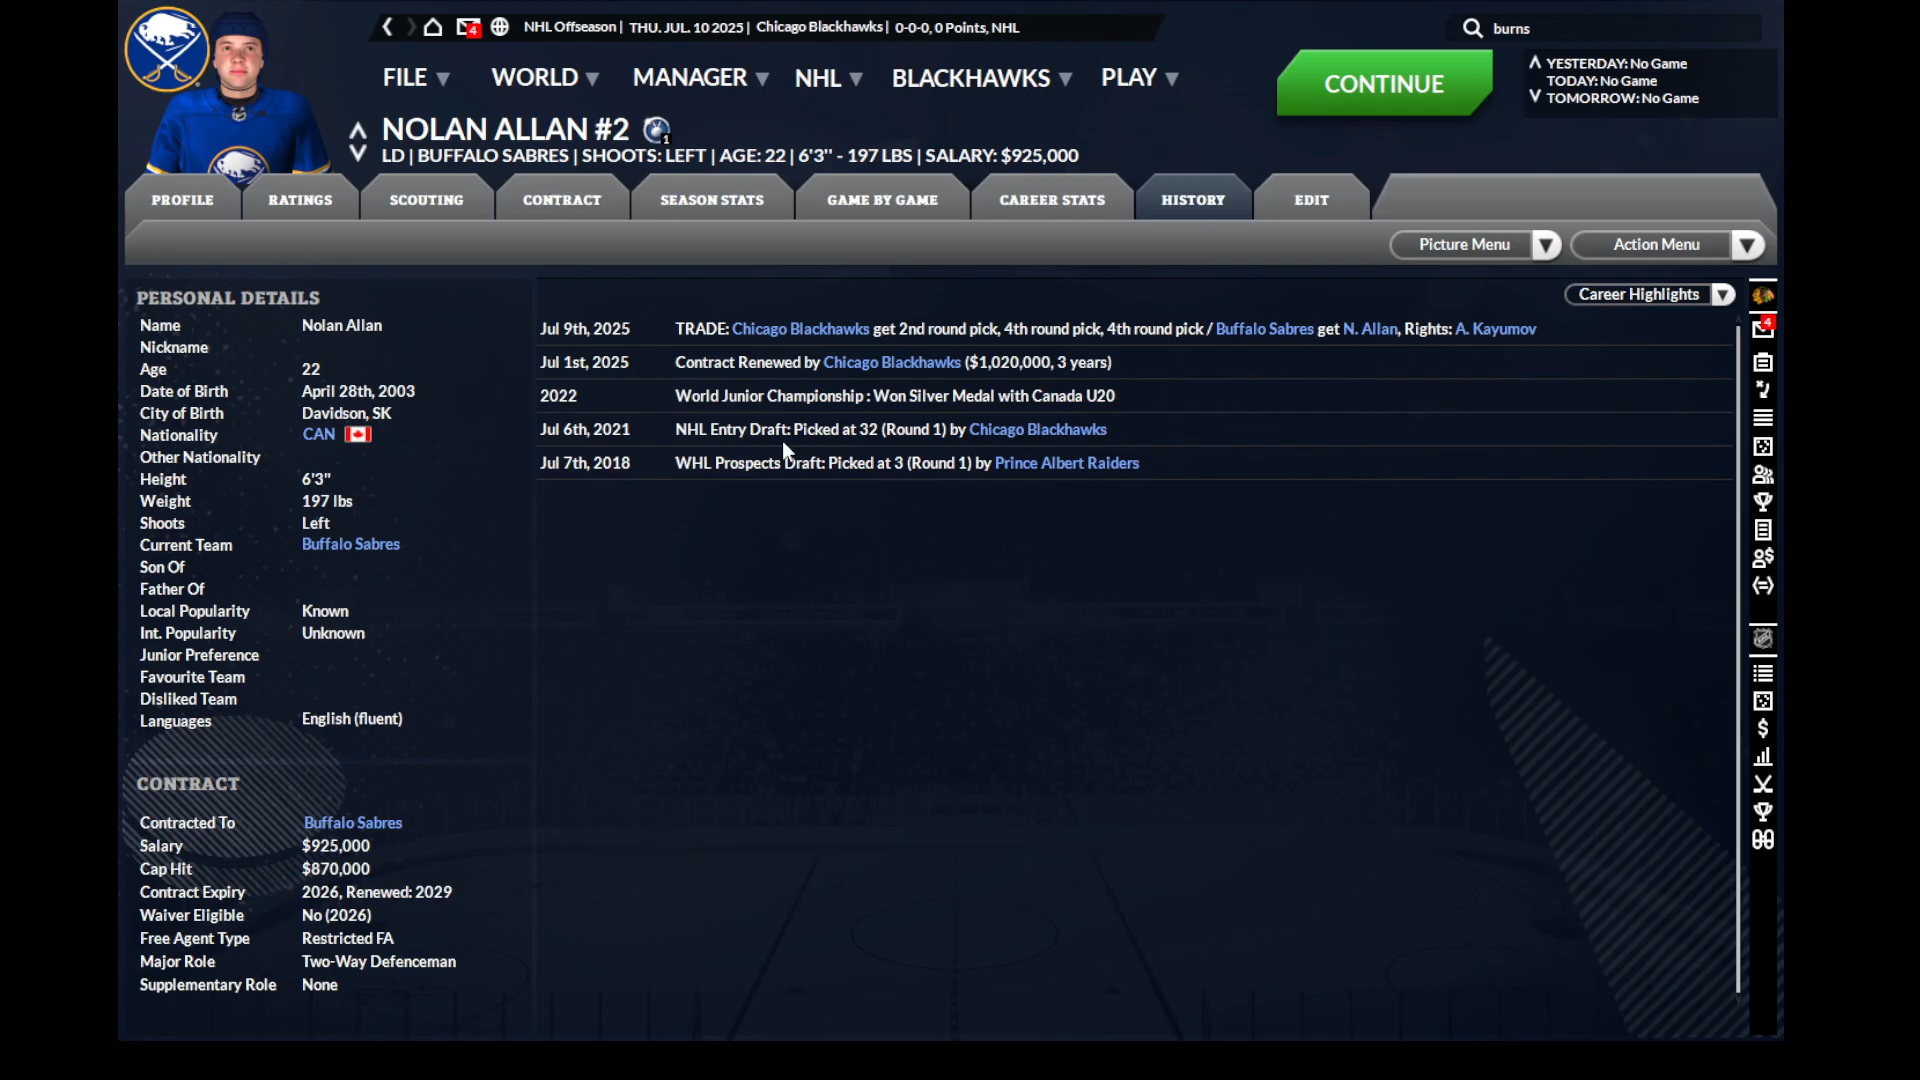 NHL Offseason | THU. JUL. 10 2025 | Chicago Blackhawks | 0-0-0, 0 Points, NHL
4
burns
FILE WORLD MANAGER NHL BLACKHAWKS PLAY
CONTINUE
YESTERDAY: No Game
TODAY: No Game
TOMORROW: No Game
NOLAN ALLAN #2
1
LD | BUFFALO SABRES | SHOOTS: LEFT | AGE: 22 | 6'3" - 197 LBS | SALARY: $925,000
PROFILE RATINGS SCOUTING CONTRACT SEASON STATS GAME BY GAME CAREER STATS HISTORY EDIT
Picture Menu Action Menu
PERSONAL DETAILS
Name Nolan Allan
Nickname
Age 22
Date of Birth April 28th, 2003
City of Birth Davidson, SK
Nationality CAN
Other Nationality
Height 6'3"
Weight 197 lbs
Shoots Left
Current Team Buffalo Sabres
Son Of
Father Of
Local Popularity Known
Int. Popularity Unknown
Junior Preference
Favourite Team
Disliked Team
Languages English (fluent)
CONTRACT
Contracted To Buffalo Sabres
Salary $925,000
Cap Hit $870,000
Contract Expiry 2026, Renewed: 2029
Waiver Eligible No (2026)
Free Agent Type Restricted FA
Major Role Two-Way Defenceman
Supplementary Role None
Career Highlights
4
Jul 9th, 2025 TRADE: Chicago Blackhawks get 2nd round pick, 4th round pick, 4th round pick / Buffalo Sabres get N. Allan, Rights: A. Kayumov
Jul 1st, 2025 Contract Renewed by Chicago Blackhawks ($1,020,000, 3 years)
2022 World Junior Championship : Won Silver Medal with Canada U20
Jul 6th, 2021 NHL Entry Draft: Picked at 32 (Round 1) by Chicago Blackhawks
Jul 7th, 2018 WHL Prospects Draft: Picked at 3 (Round 1) by Prince Albert Raiders